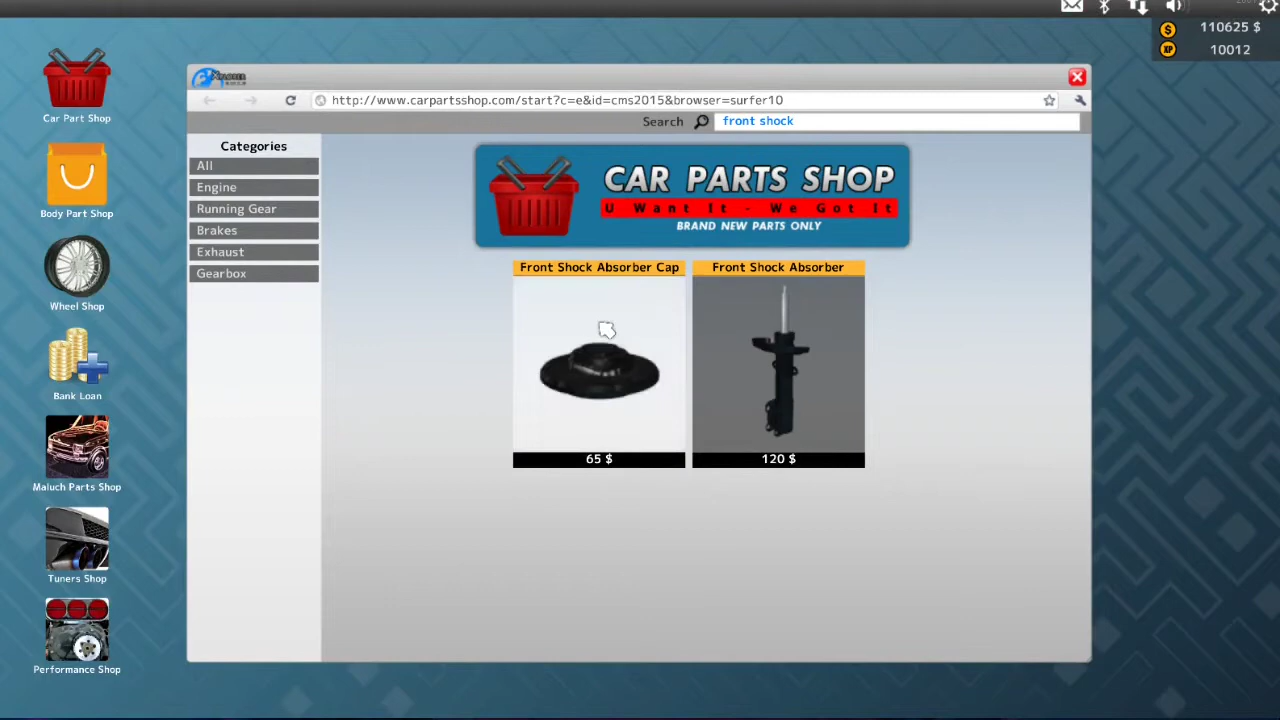 110625 $
XP 10012
Car Part Shop
Body Part Shop
Wheel Shop
Bank Loan
Maluch Parts Shop
Tuners Shop
Performance Shop
http://www.carpartsshop.com/start?c=e&id=cms2015&browser=surfer10
Search front shock
Categories
All
Engine
Running Gear
Brakes
Exhaust
Gearbox
CAR PARTS SHOP
U Want It - We Got It
BRAND NEW PARTS ONLY
Front Shock Absorber Cap
65 $
Front Shock Absorber
120 $